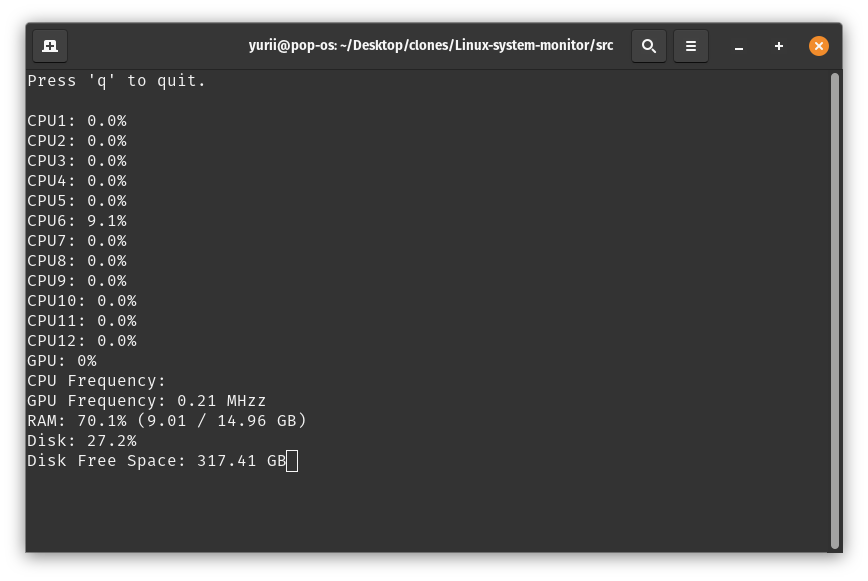 yurii@pop-os: ~/Desktop/clones/Linux-system-monitor/src
Press 'q' to quit.
CPU1: 0.0%
CPU2: 0.0%
CPU3: 0.0%
CPU4: 0.0%
CPU5: 0.0%
CPU6: 9.1%
CPU7: 0.0%
CPU8: 0.0%
CPU9: 0.0%
CPU10: 0.0%
CPU11: 0.0%
CPU12: 0.0%
GPU: 0%
CPU Frequency:
GPU Frequency: 0.21 MHzz
RAM: 70.1% (9.01 / 14.96 GB)
Disk: 27.2%
Disk Free Space: 317.41 GB